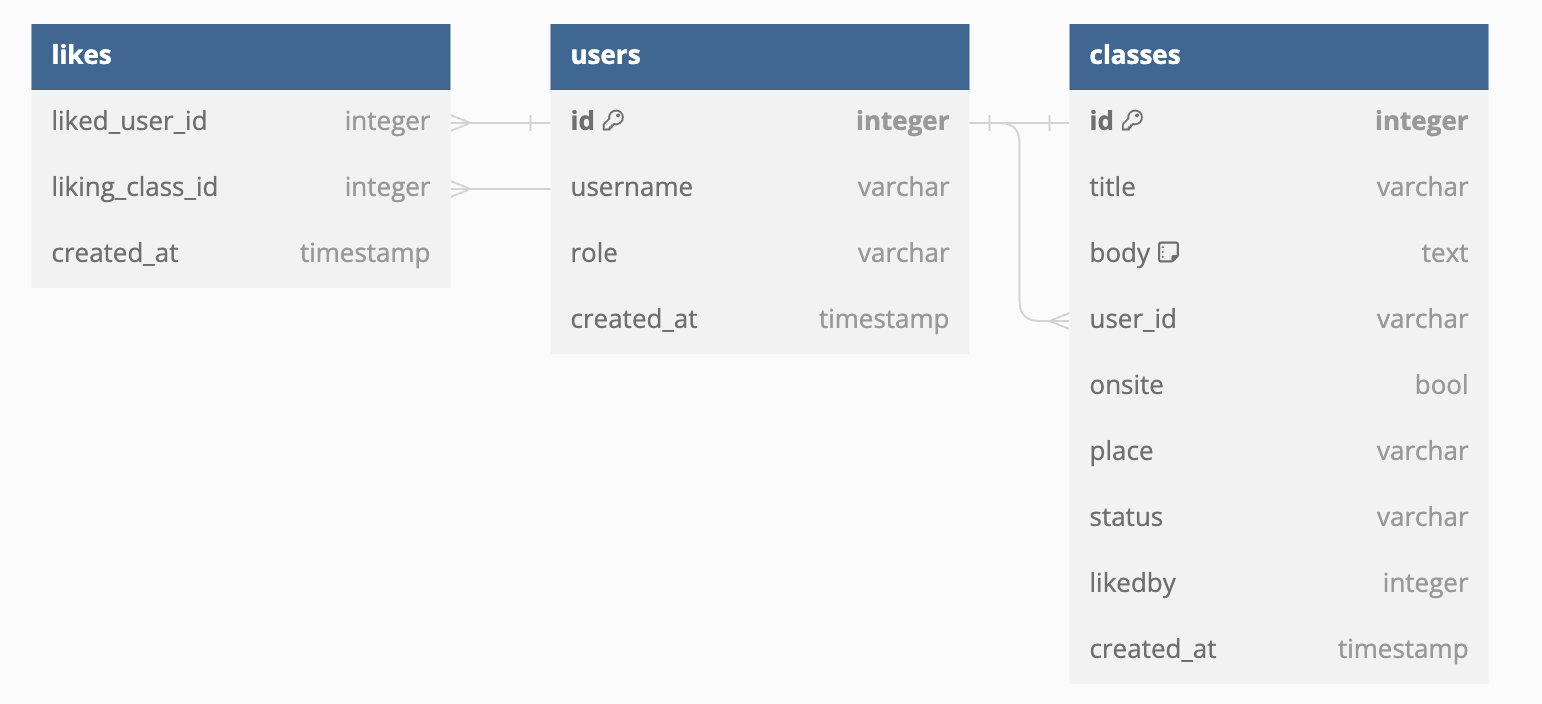 likes
liked_user_id integer
liking_class_id integer
created_at timestamp
users
id integer
username varchar
role varchar
created_at timestamp
classes
id integer
title varchar
body text
user_id varchar
onsite bool
place varchar
status varchar
likedby integer
created_at timestamp